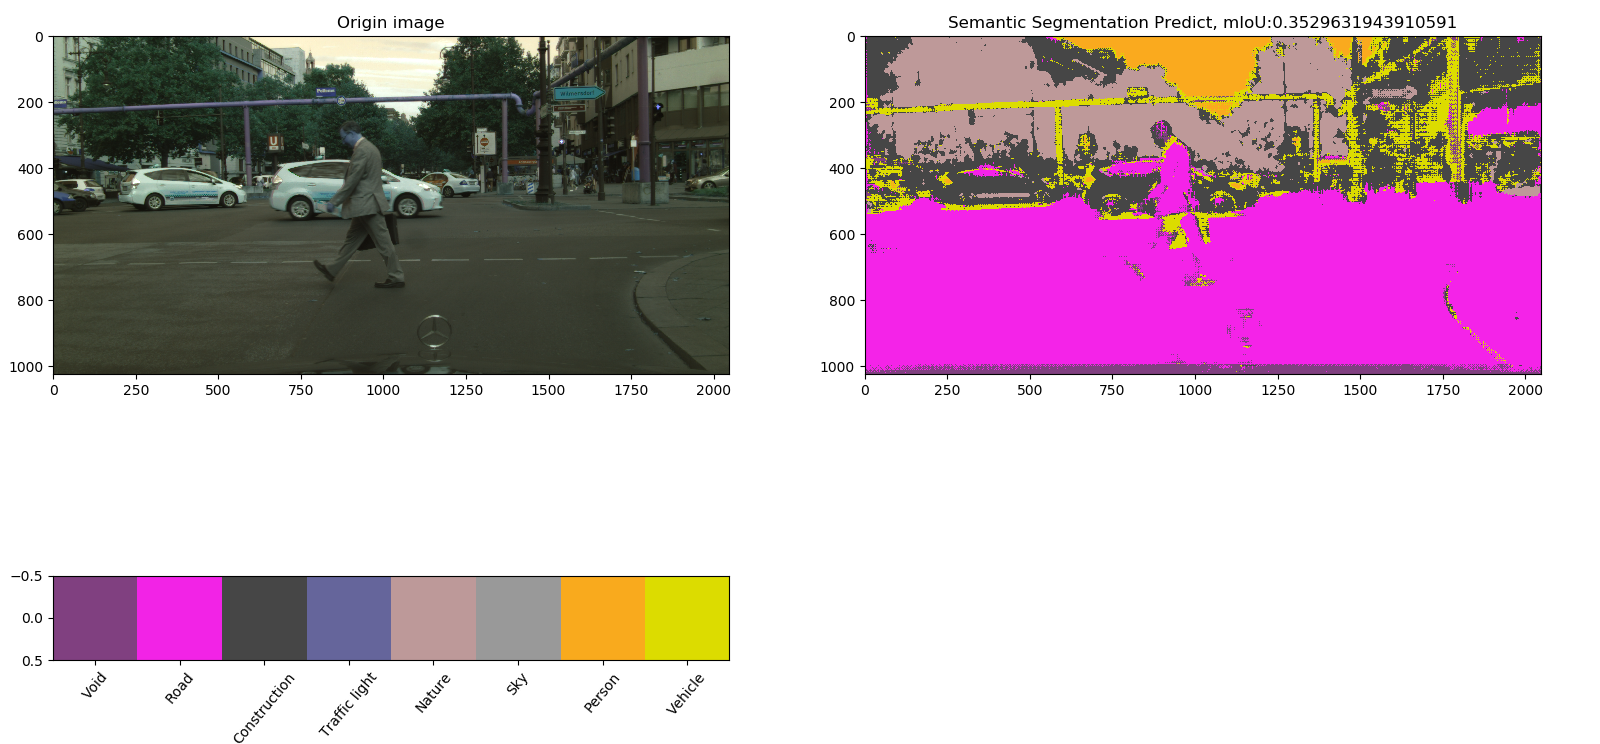 Origin image
Semantic Segmentation Predict, mIoU:0.3529631943910591
0
200
400
600
800
1000
0 250 500 750 1000 1250 1500 1750 2000
0
200
400
600
800
1000
0 250 500 750 1000 1250 1500 1750 2000
U
−0.5
0.0
0.5
Void Road Construction Traffic light Nature Sky Person Vehicle